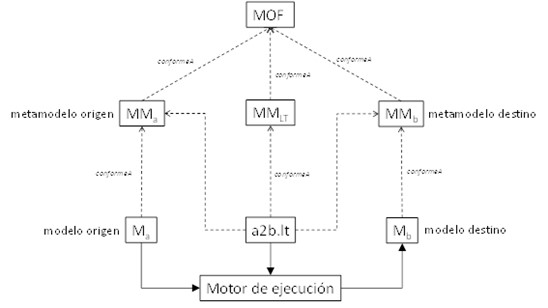 MOF
conformeA conformeA conformeA
metamodelo origen MMa MMLT MMb metamodelo destino
conformeA conformeA conformeA
modelo origen Ma a2b.lt Mb modelo destino
Motor de ejecución